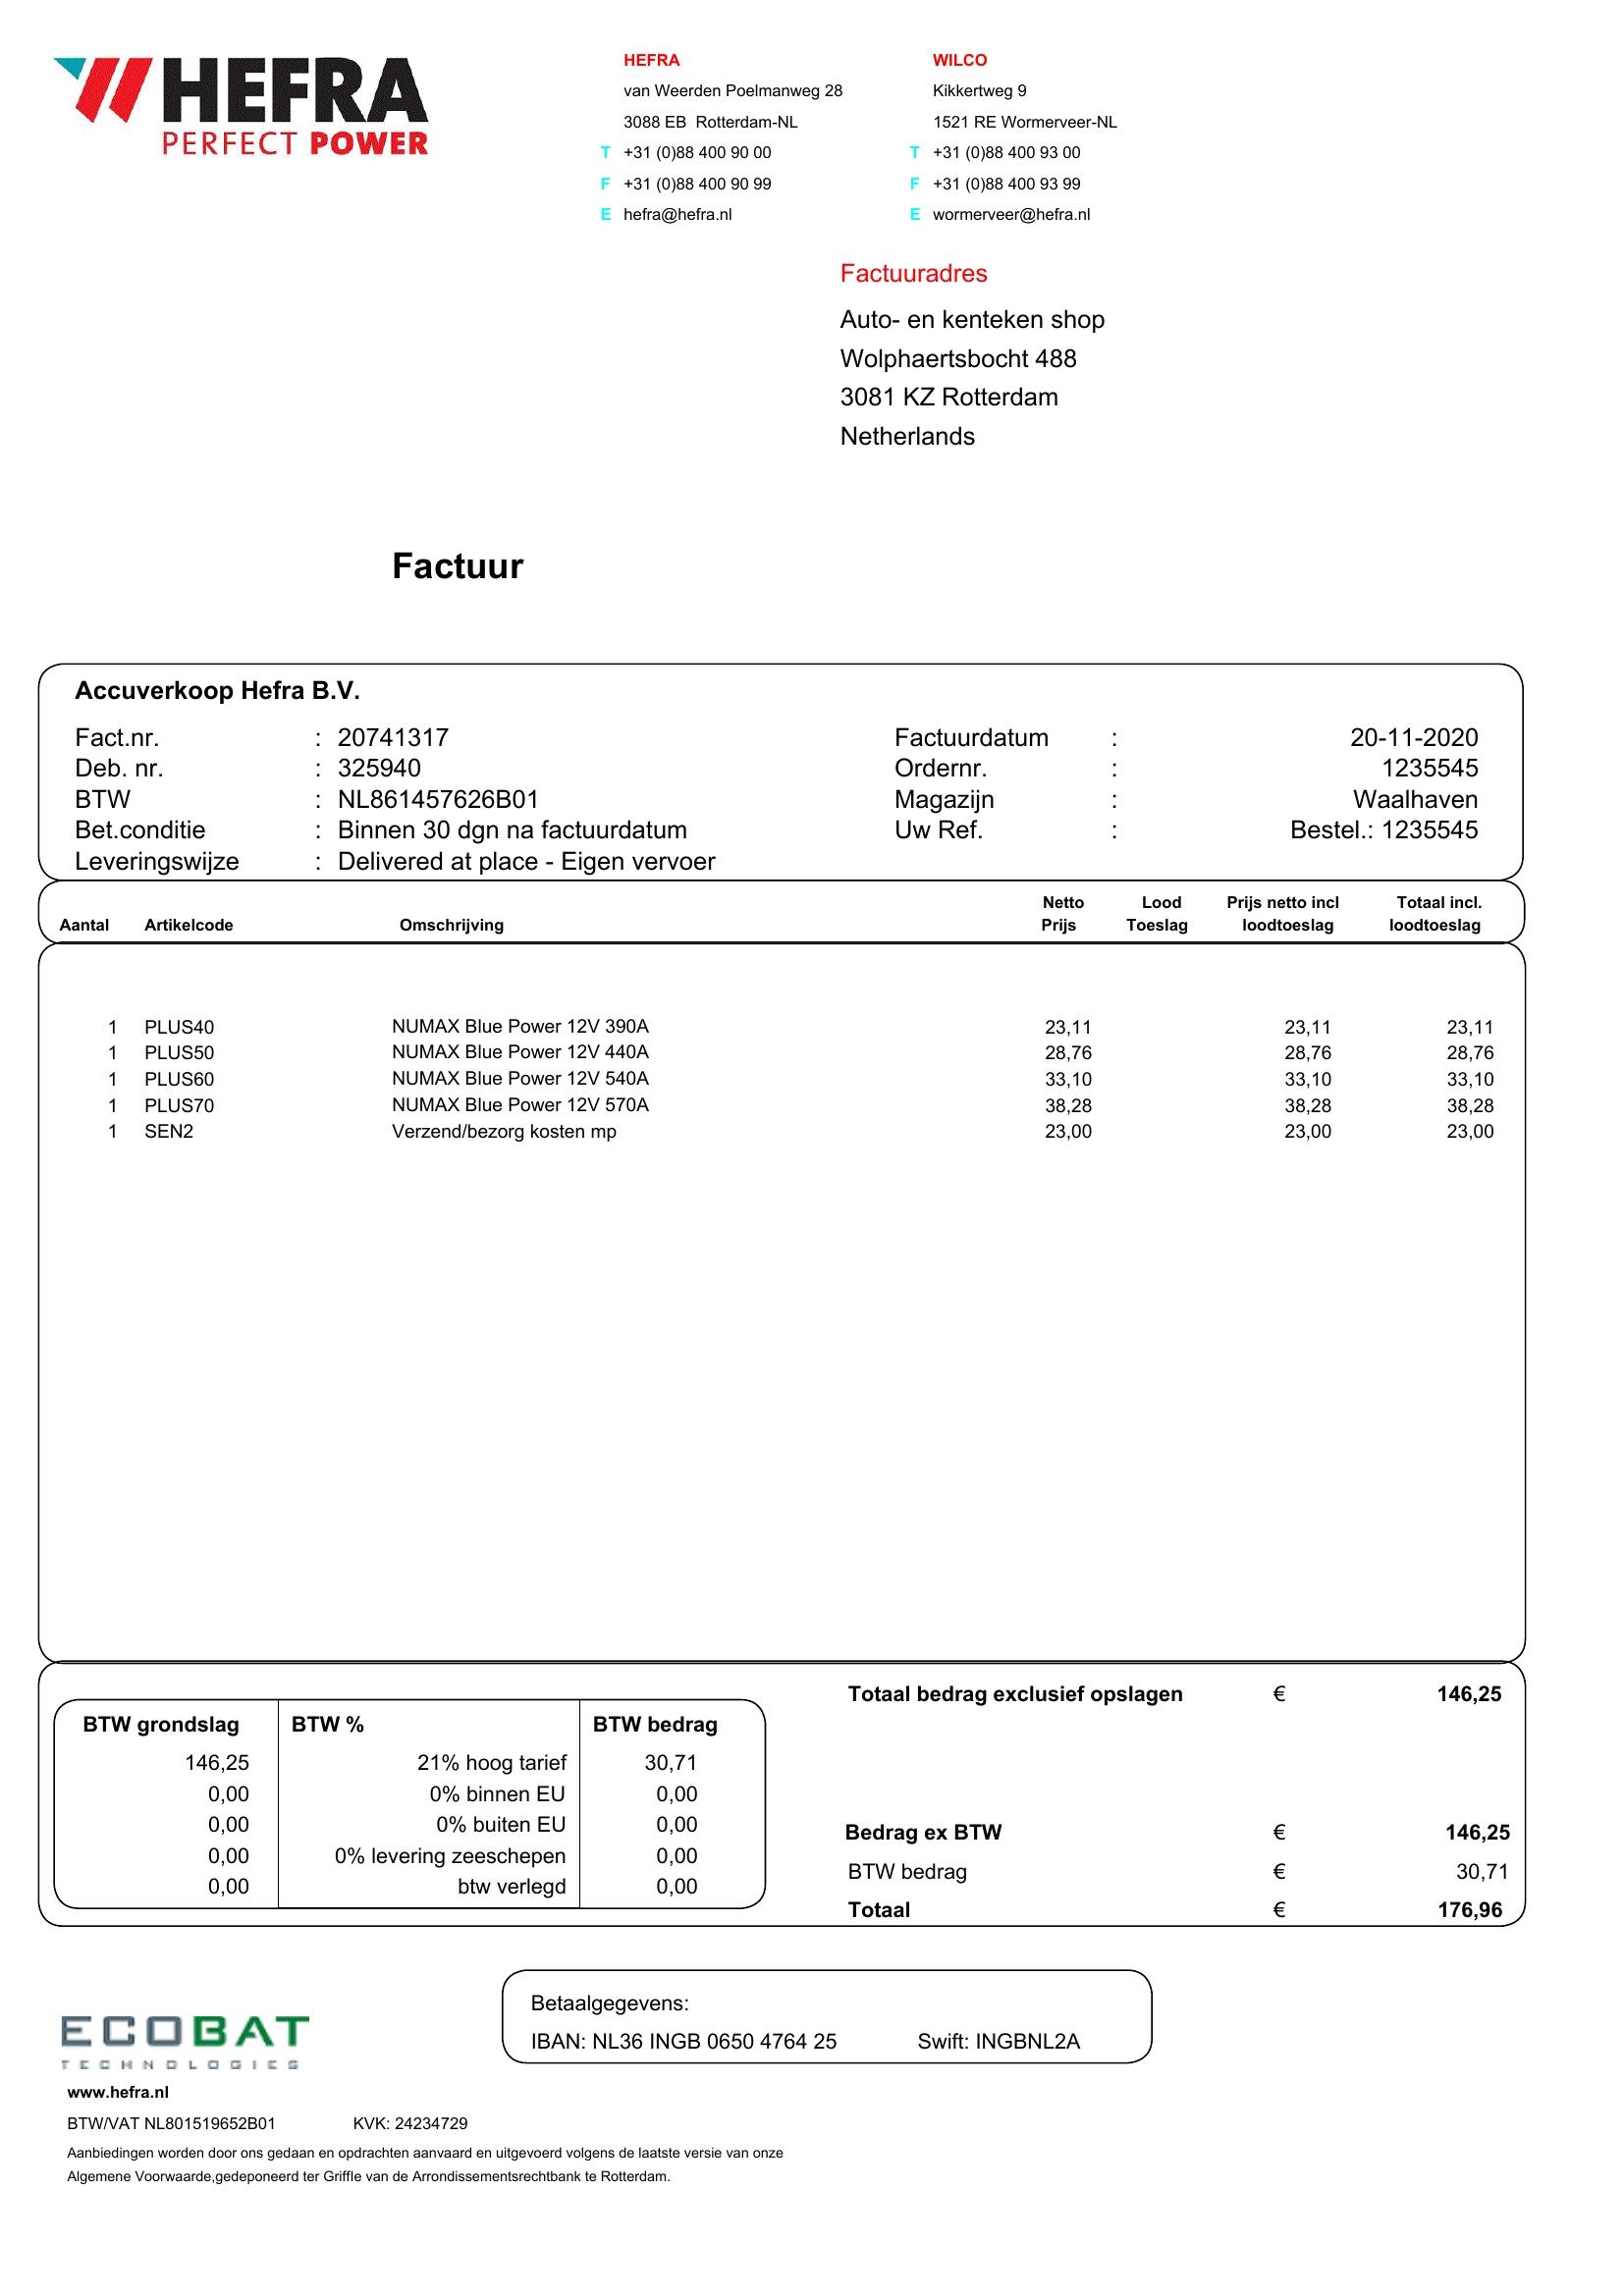 HEFRA
PERFECT POWER
HEFRA
van Weerden Poelmanweg 28
3088 EB  Rotterdam-NL
T +31 (0)88 400 90 00
F +31 (0)88 400 90 99
E hefra@hefra.nl
WILCO
Kikkertweg 9
1521 RE Wormerveer-NL
T +31 (0)88 400 93 00
F +31 (0)88 400 93 99
E wormerveer@hefra.nl
Factuuradres
Auto- en kenteken shop
Wolphaertsbocht 488
3081 KZ Rotterdam
Netherlands
Factuur
Accuverkoop Hefra B.V.
Fact.nr. : 20741317 Factuurdatum : 20-11-2020
Deb. nr. : 325940 Ordernr. : 1235545
BTW : NL861457626B01 Magazijn : Waalhaven
Bet.conditie : Binnen 30 dgn na factuurdatum Uw Ref. : Bestel.: 1235545
Leveringswijze : Delivered at place - Eigen vervoer
Netto Lood Prijs netto incl Totaal incl.
Aantal Artikelcode Omschrijving Prijs Toeslag loodtoeslag loodtoeslag
1 PLUS40 NUMAX Blue Power 12V 390A 23,11 23,11 23,11
1 PLUS50 NUMAX Blue Power 12V 440A 28,76 28,76 28,76
1 PLUS60 NUMAX Blue Power 12V 540A 33,10 33,10 33,10
1 PLUS70 NUMAX Blue Power 12V 570A 38,28 38,28 38,28
1 SEN2 Verzend/bezorg kosten mp 23,00 23,00 23,00
BTW grondslag BTW % BTW bedrag
146,25 21% hoog tarief 30,71
0,00 0% binnen EU 0,00
0,00 0% buiten EU 0,00
0,00 0% levering zeeschepen 0,00
0,00 btw verlegd 0,00
Totaal bedrag exclusief opslagen € 146,25
Bedrag ex BTW € 146,25
BTW bedrag € 30,71
Totaal € 176,96
Betaalgegevens:
IBAN: NL36 INGB 0650 4764 25 Swift: INGBNL2A
ECOBAT
TECHNOLOGIES
www.hefra.nl
BTW/VAT NL801519652B01 KVK: 24234729
Aanbiedingen worden door ons gedaan en opdrachten aanvaard en uitgevoerd volgens de laatste versie van onze
Algemene Voorwaarde,gedeponeerd ter Griffle van de Arrondissementsrechtbank te Rotterdam.